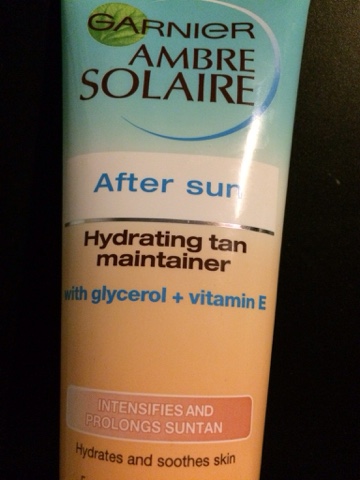 GARNIER
AMBRE
SOLAIRE
After sun
Hydrating tan
maintainer
with glycerol + vitamin E
INTENSIFIES AND
PROLONGS SUNTAN
Hydrates and soothes skin